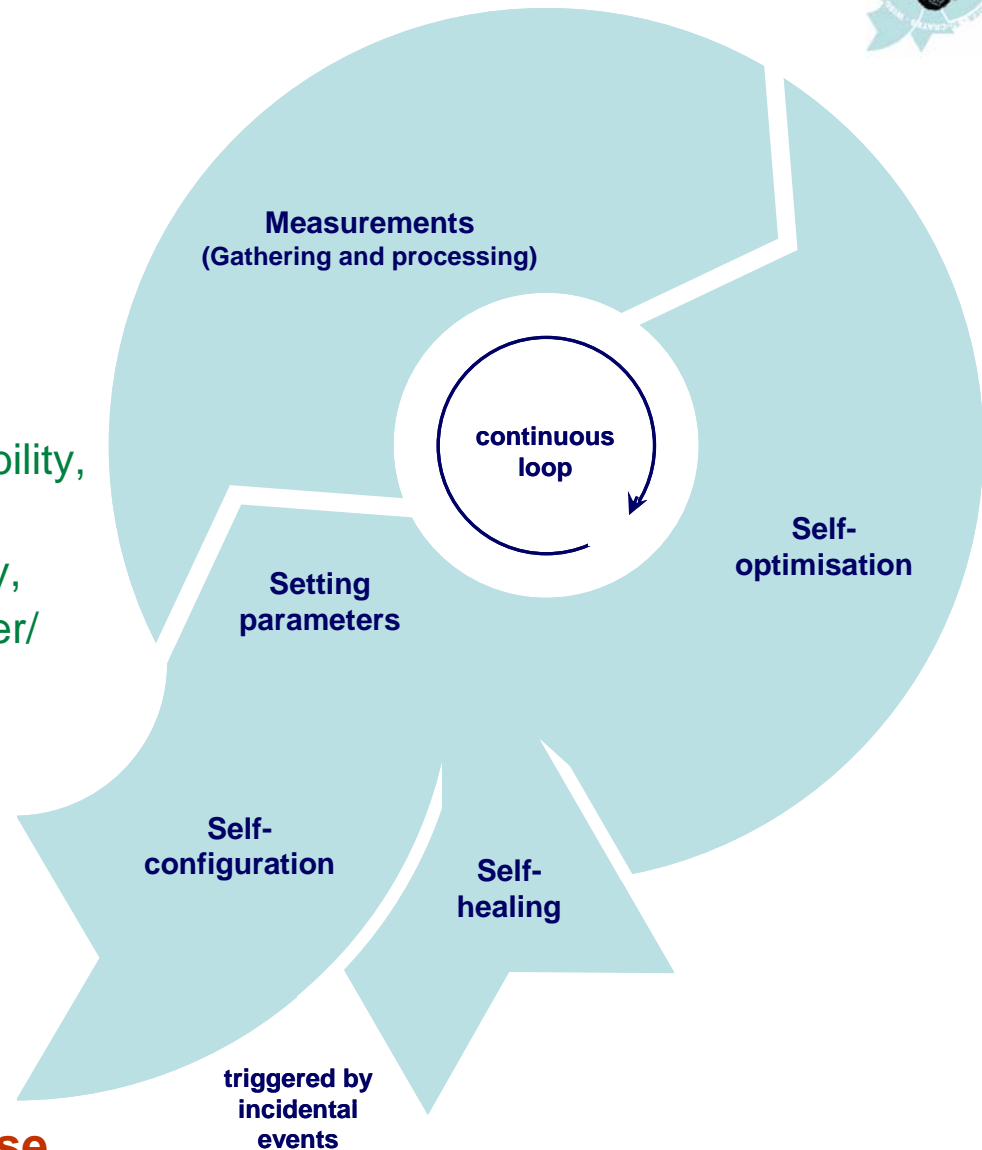 Measurements
(Gathering and processing)
continuous
loop
Self-
optimisation
Setting
parameters
Self-
configuration
Self-
healing
triggered by
incidental
events